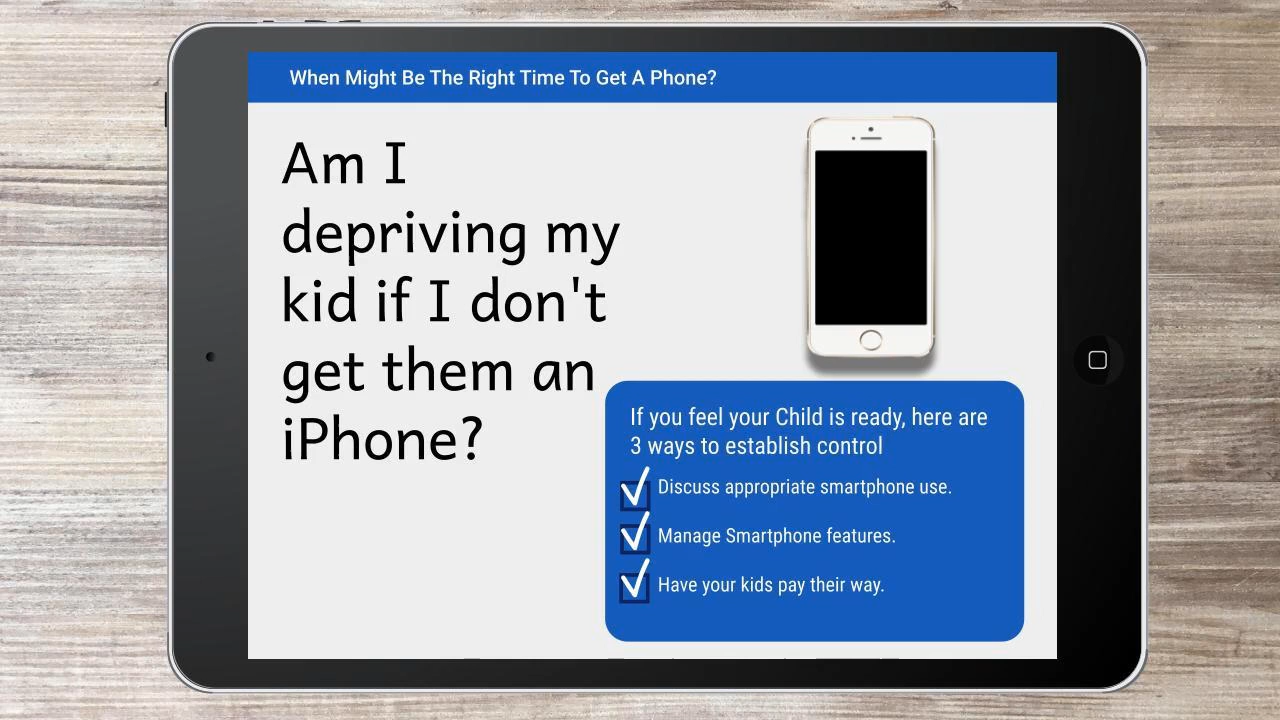 When Might Be The Right Time To Get A Phone?
Am I
depriving my
kid if I don't
get them an
iPhone?
If you feel your Child is ready, here are
3 ways to establish control
Discuss appropriate smartphone use.
Manage Smartphone features.
Have your kids pay their way.